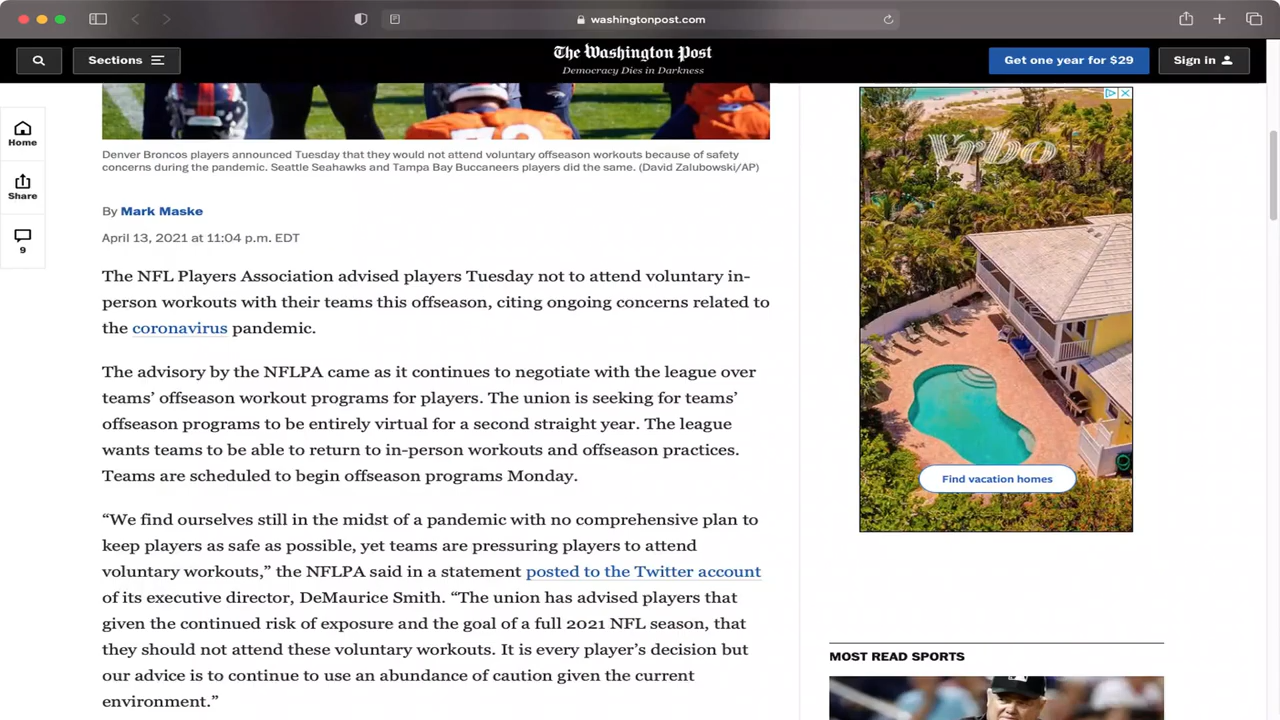 washingtonpost.com
Sections
The Washington Post
Democracy Dies in Darkness
Get one year for $29
Sign in
Home
Share
9
Denver Broncos players announced Tuesday that they would not attend voluntary offseason workouts because of safety
concerns during the pandemic. Seattle Seahawks and Tampa Bay Buccaneers players did the same. (David Zalubowski/AP)
By Mark Maske
April 13, 2021 at 11:04 p.m. EDT
The NFL Players Association advised players Tuesday not to attend voluntary in-
person workouts with their teams this offseason, citing ongoing concerns related to
the coronavirus pandemic.
The advisory by the NFLPA came as it continues to negotiate with the league over
teams’ offseason workout programs for players. The union is seeking for teams’
offseason programs to be entirely virtual for a second straight year. The league
wants teams to be able to return to in-person workouts and offseason practices.
Teams are scheduled to begin offseason programs Monday.
“We find ourselves still in the midst of a pandemic with no comprehensive plan to
keep players as safe as possible, yet teams are pressuring players to attend
voluntary workouts,” the NFLPA said in a statement posted to the Twitter account
of its executive director, DeMaurice Smith. “The union has advised players that
given the continued risk of exposure and the goal of a full 2021 NFL season, that
they should not attend these voluntary workouts. It is every player’s decision but
our advice is to continue to use an abundance of caution given the current
environment.”
vrbo
Find vacation homes
MOST READ SPORTS